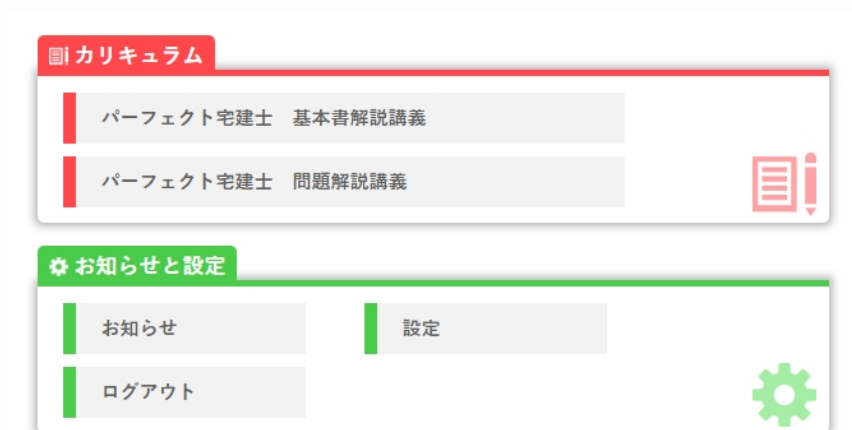 カリキュラム
パーフェクト宅建士　基本書解説講義
パーフェクト宅建士　問題解説講義
お知らせと設定
お知らせ
設定
ログアウト